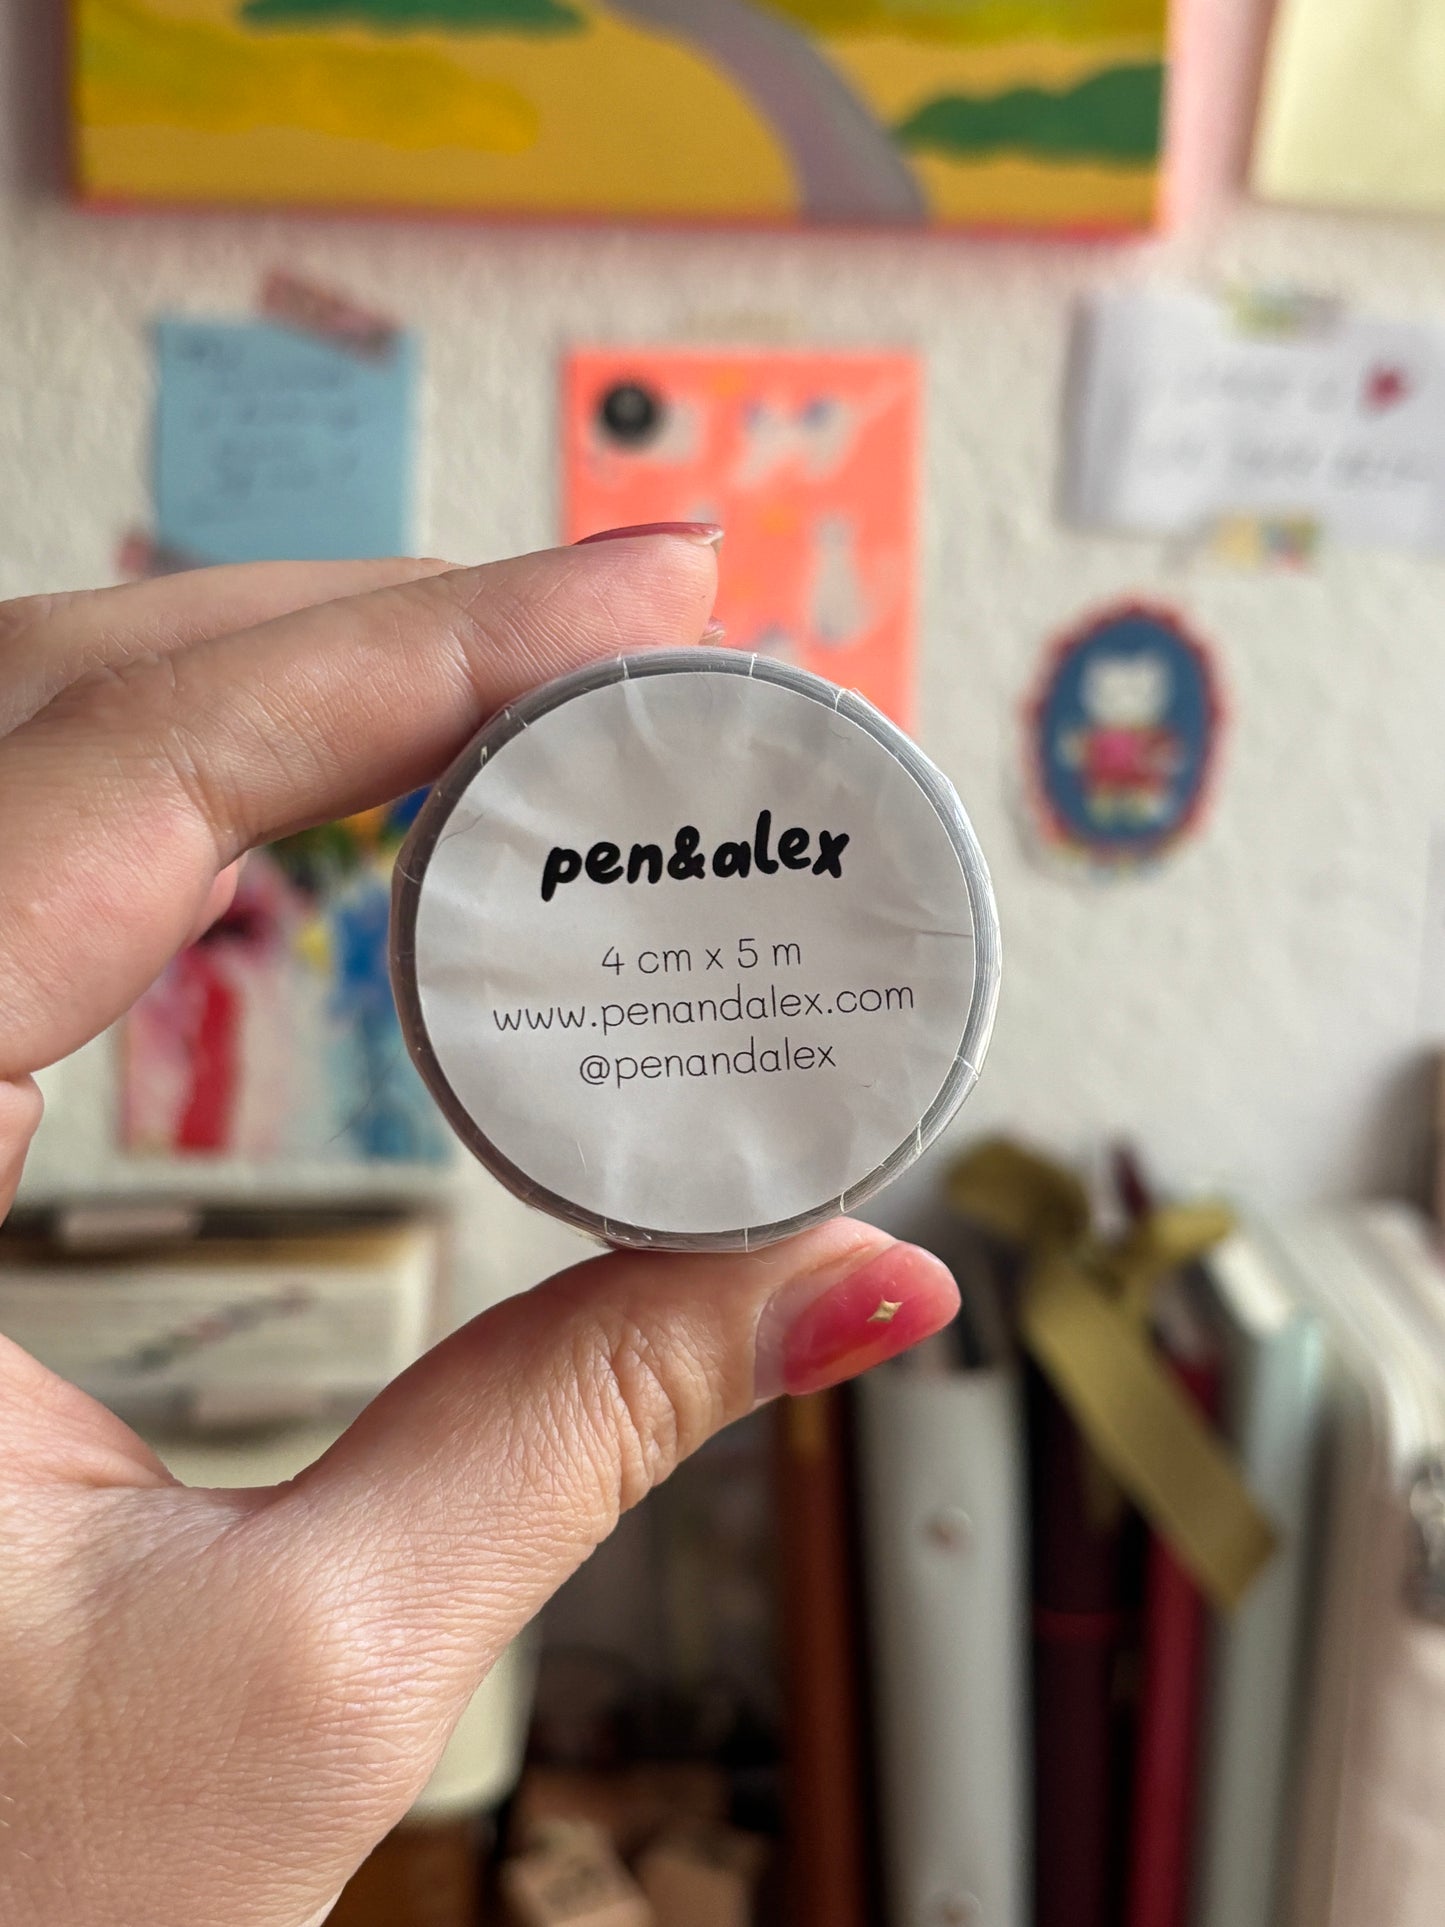 pen&alex
4 cm x 5 m
www.penandalex.com
@penandalex